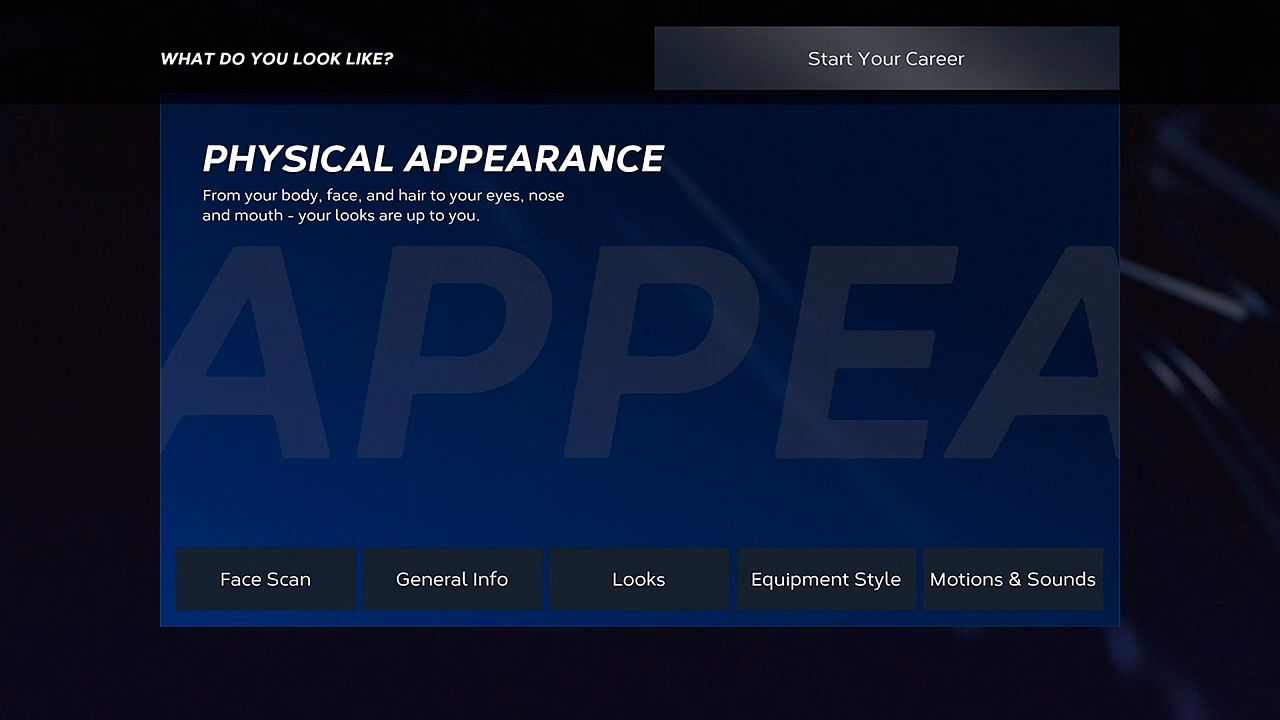 WHAT DO YOU LOOK LIKE?
Start Your Career
PHYSICAL APPEARANCE
From your body, face, and hair to your eyes, nose
and mouth - your looks are up to you.
APPEA
Face Scan
General Info
Looks
Equipment Style
Motions & Sounds